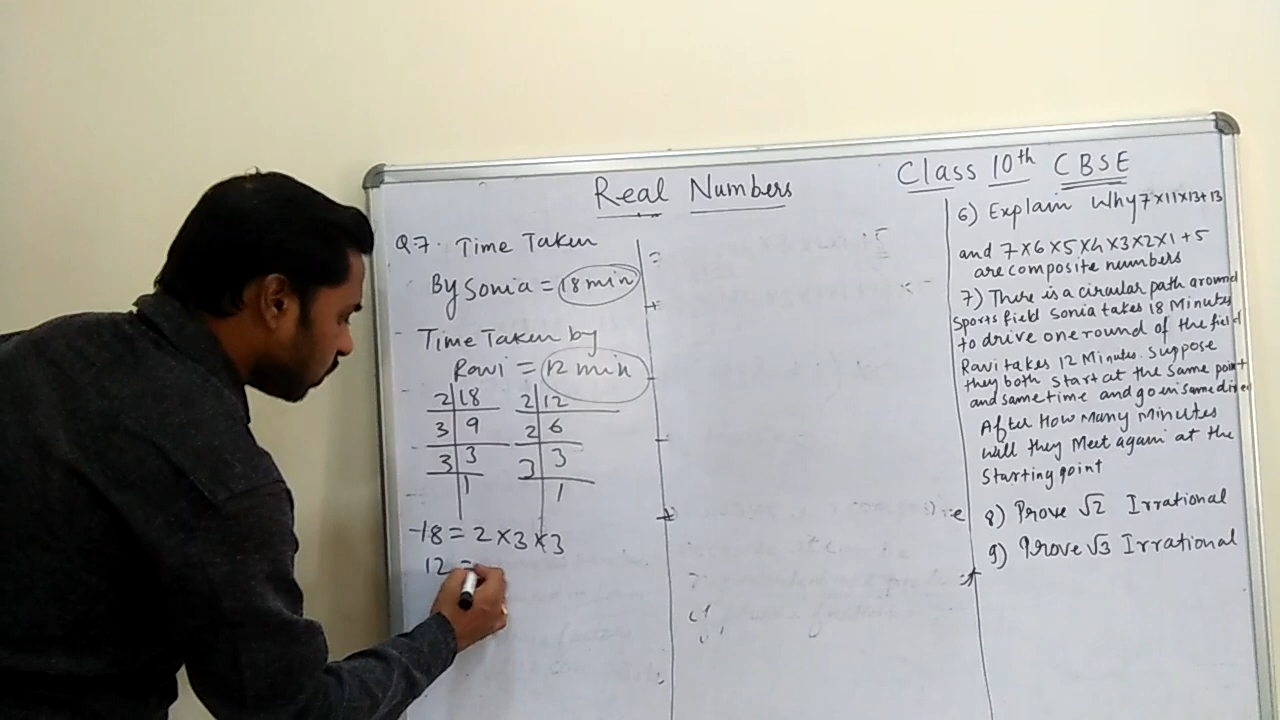 Real Numbers
Class 10th CBSE
Q.7. Time Taken
By Sonia = 18 min
Time Taken by
Ravi = 12 min
2 | 18
3 | 9
3 | 3
1
2 | 12
2 | 6
3 | 3
1
18 = 2 × 3 × 3
12 =
6) Explain Why 7×11×13+13
and 7×6×5×4×3×2×1+5
are composite numbers
7) There is a circular path around
Sports field Sonia takes 18 Minutes
to drive one round of the field
Ravi takes 12 Minutes. Suppose
they both start at the same point
and same time and go in same direc
After How Many Minutes
will they Meet again at the
Starting point
8) Prove √2 Irrational
9) Prove √3 Irrational